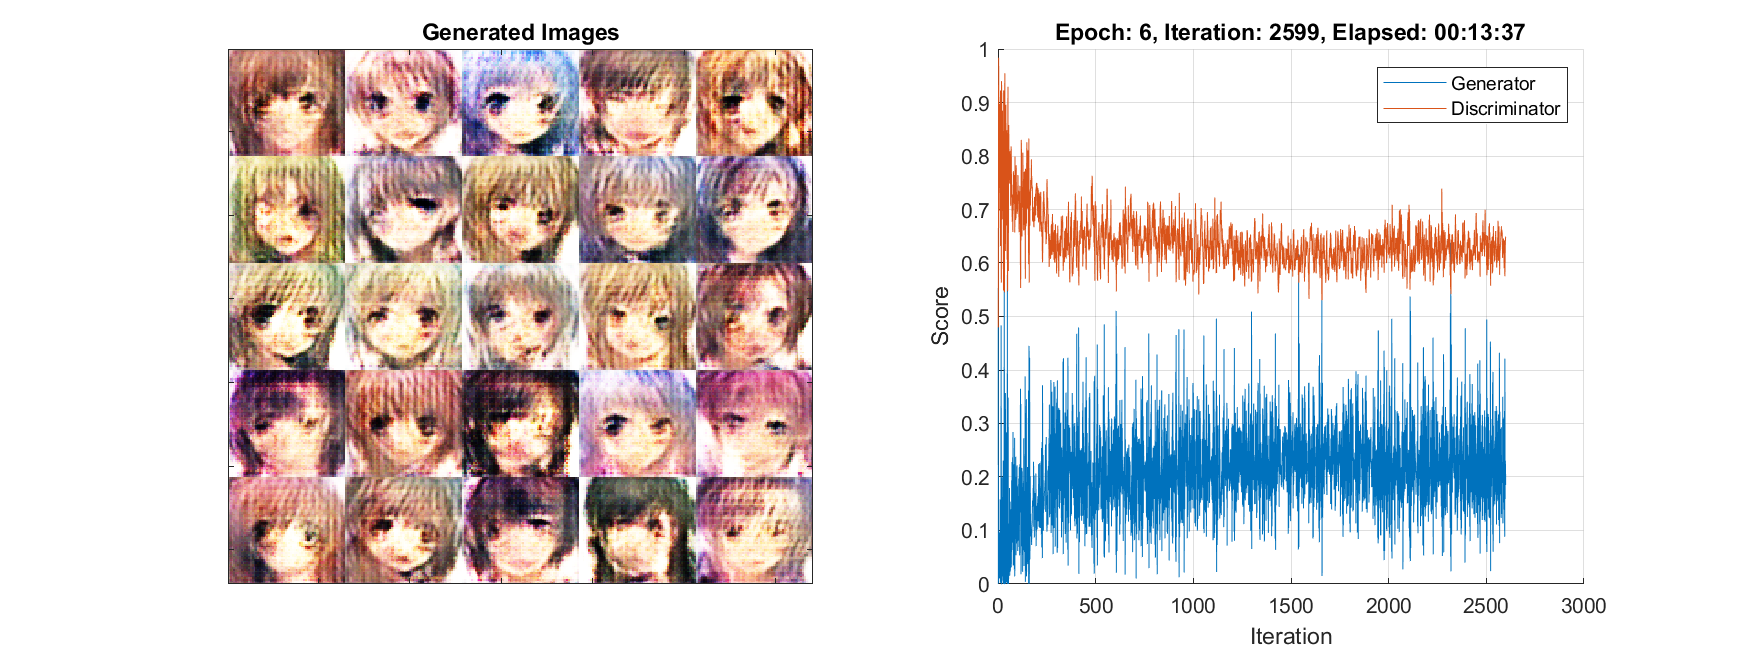 Generated Images
Epoch: 6, Iteration: 2599, Elapsed: 00:13:37
Generator
Discriminator
1
0.9
0.8
0.7
0.6
0.5
0.4
0.3
0.2
0.1
0
Score
0 500 1000 1500 2000 2500 3000
Iteration